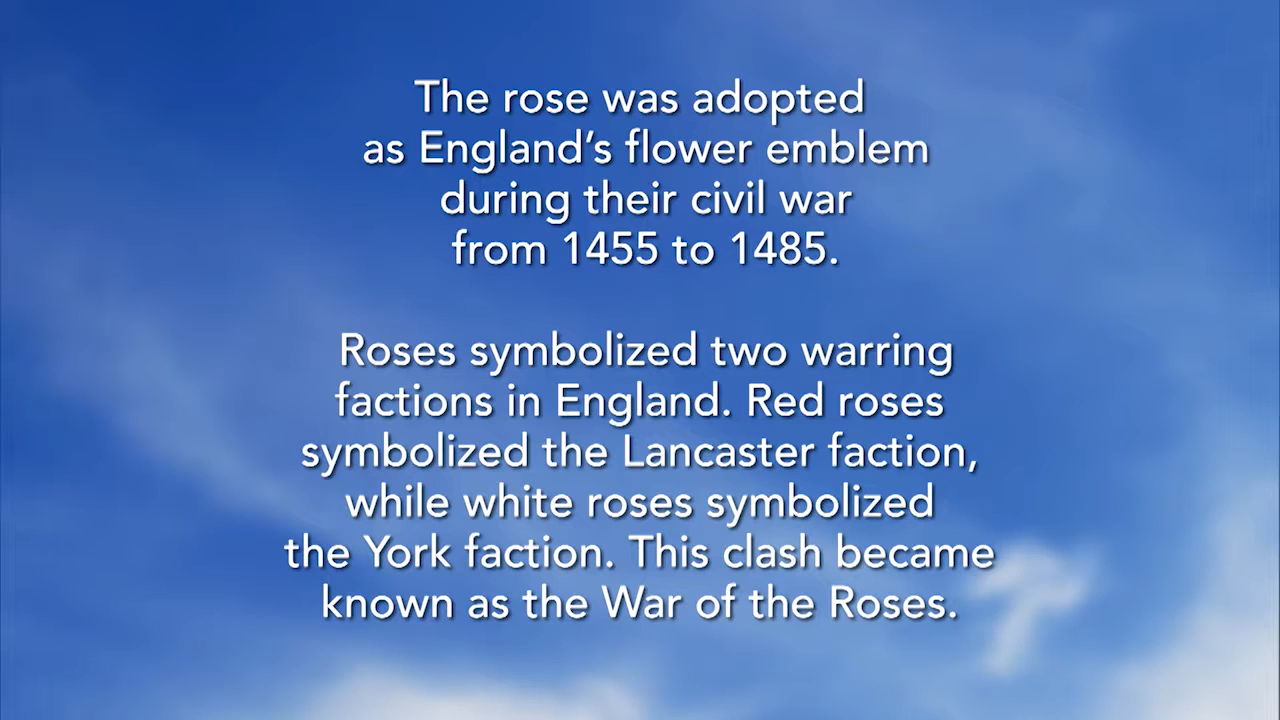 The rose was adopted
as England’s flower emblem
during their civil war
from 1455 to 1485.
Roses symbolized two warring
factions in England. Red roses
symbolized the Lancaster faction,
while white roses symbolized
the York faction. This clash became
known as the War of the Roses.